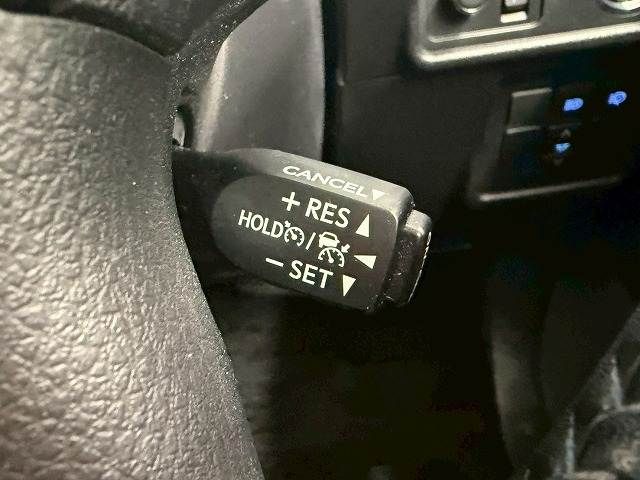 CANCEL▼
+ RES ▲
HOLD /
− SET ▼